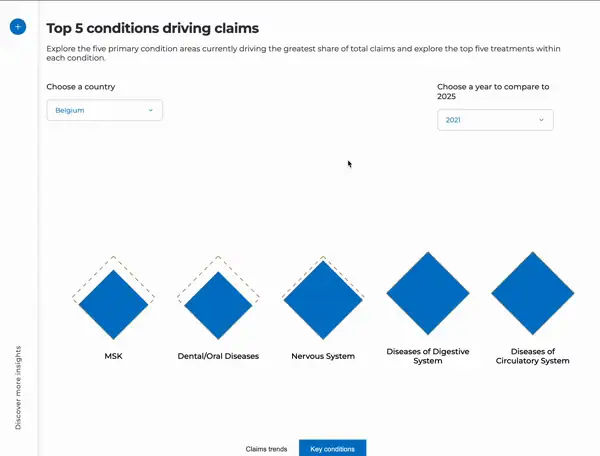 +
Top 5 conditions driving claims
Explore the five primary condition areas currently driving the greatest share of total claims and explore the top five treatments within
each condition.
Choose a country
Belgium
Choose a year to compare to
2025
2021
MSK
Dental/Oral Diseases
Nervous System
Diseases of Digestive
System
Diseases of
Circulatory System
Discover more insights
Claims trends
Key conditions